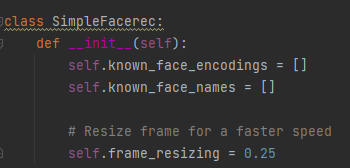 class SimpleFacerec:
    def __init__(self):
        self.known_face_encodings = []
        self.known_face_names = []

        # Resize frame for a faster speed
        self.frame_resizing = 0.25